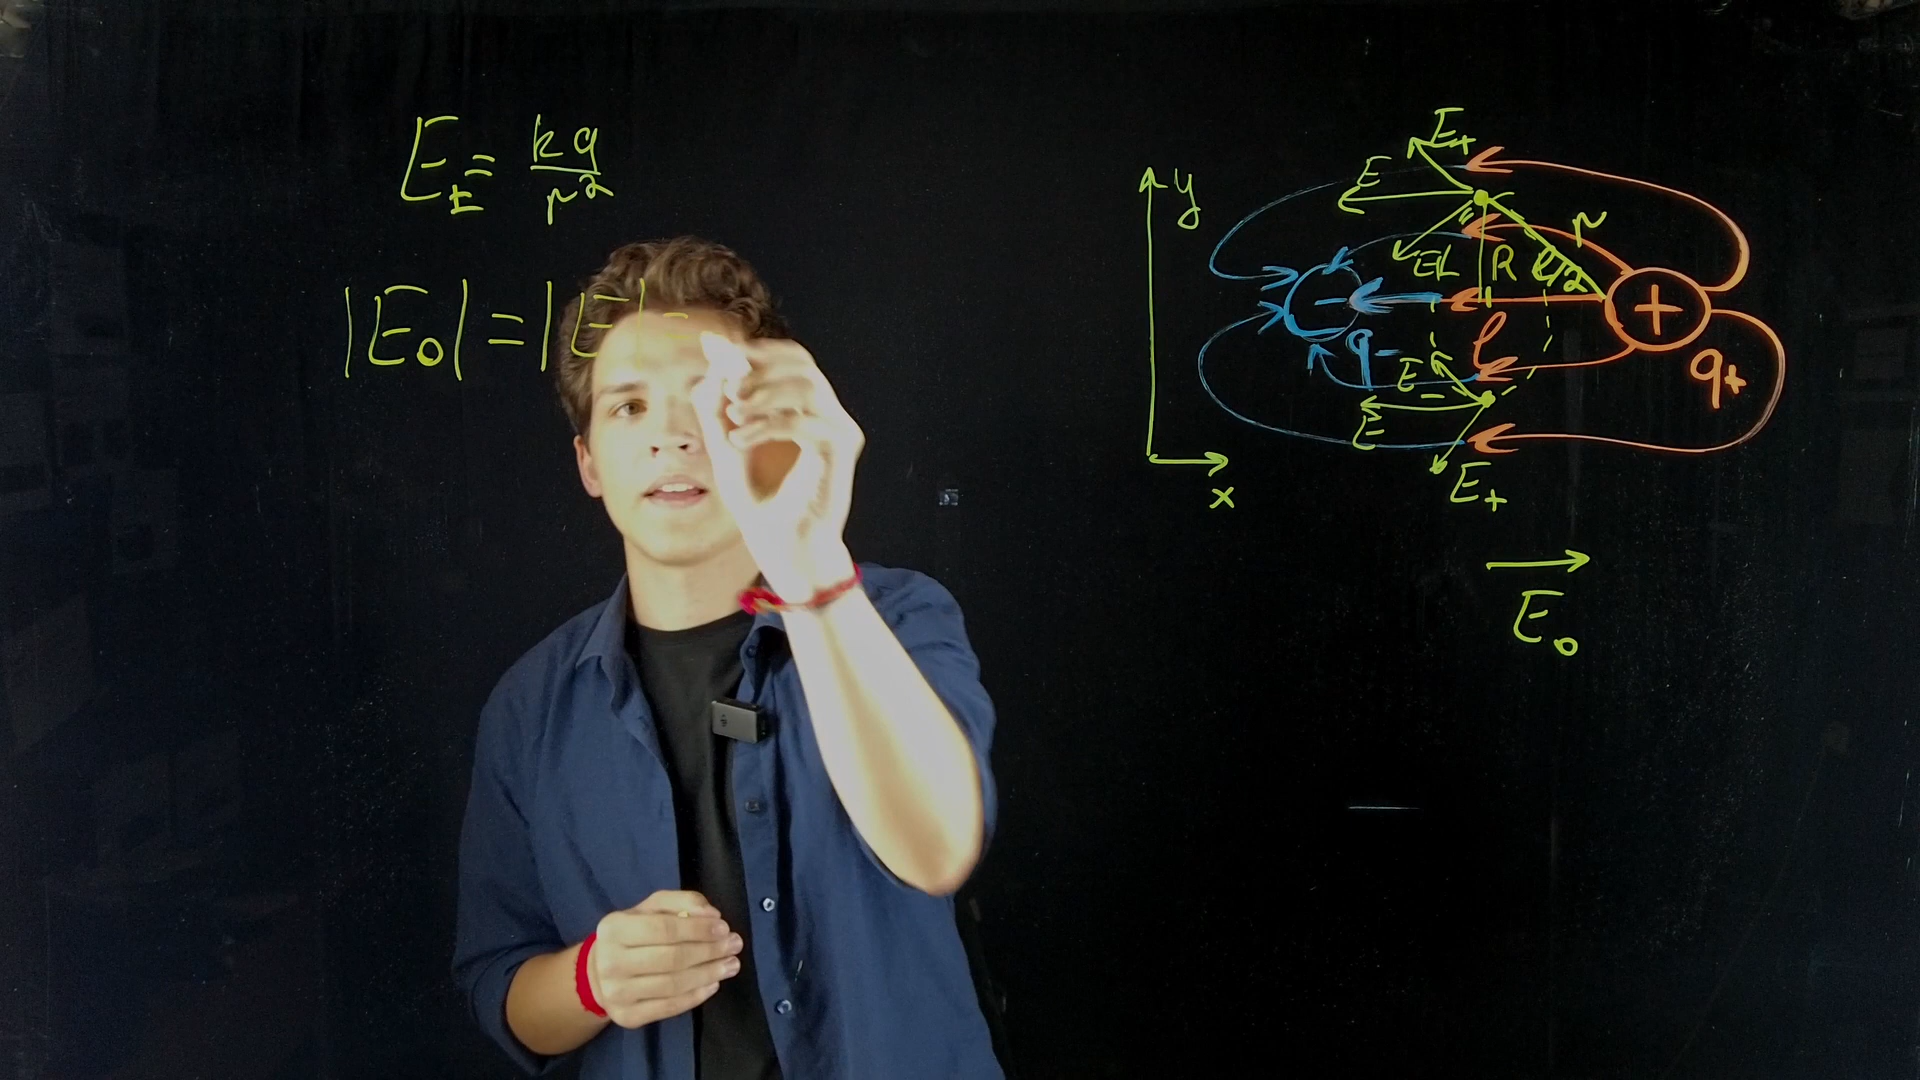 E± = kq/r²
|E₀| = |E| =
y
x
E₊
E
r
E
R
l/2
-
+
l
q₋
q₊
E₋
E
E₊
E₀